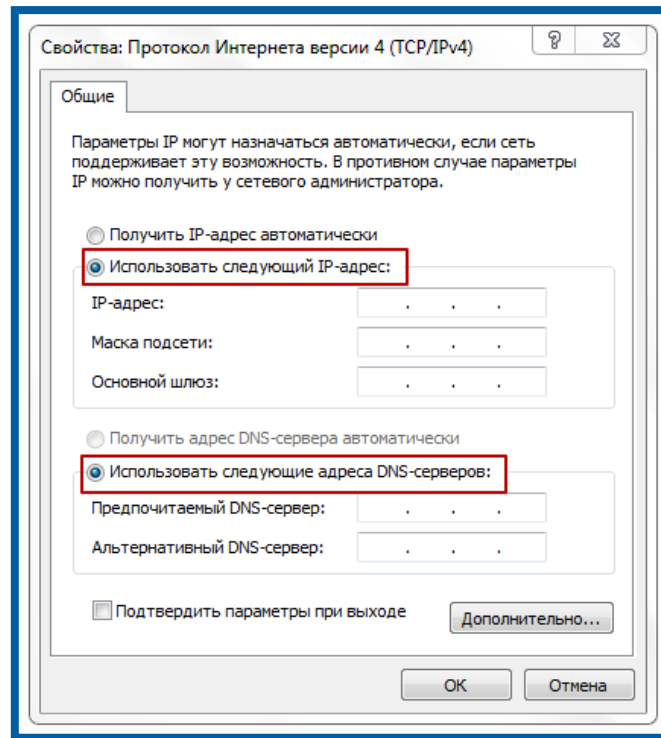 Свойства: Протокол Интернета версии 4 (TCP/IPv4)
Общие
Параметры IP могут назначаться автоматически, если сеть
поддерживает эту возможность. В противном случае параметры
IP можно получить у сетевого администратора.
Получить IP-адрес автоматически
Использовать следующий IP-адрес:
IP-адрес:
Маска подсети:
Основной шлюз:
Получить адрес DNS-сервера автоматически
Использовать следующие адреса DNS-серверов:
Предпочитаемый DNS-сервер:
Альтернативный DNS-сервер:
Подтвердить параметры при выходе
Дополнительно...
ОК
Отмена